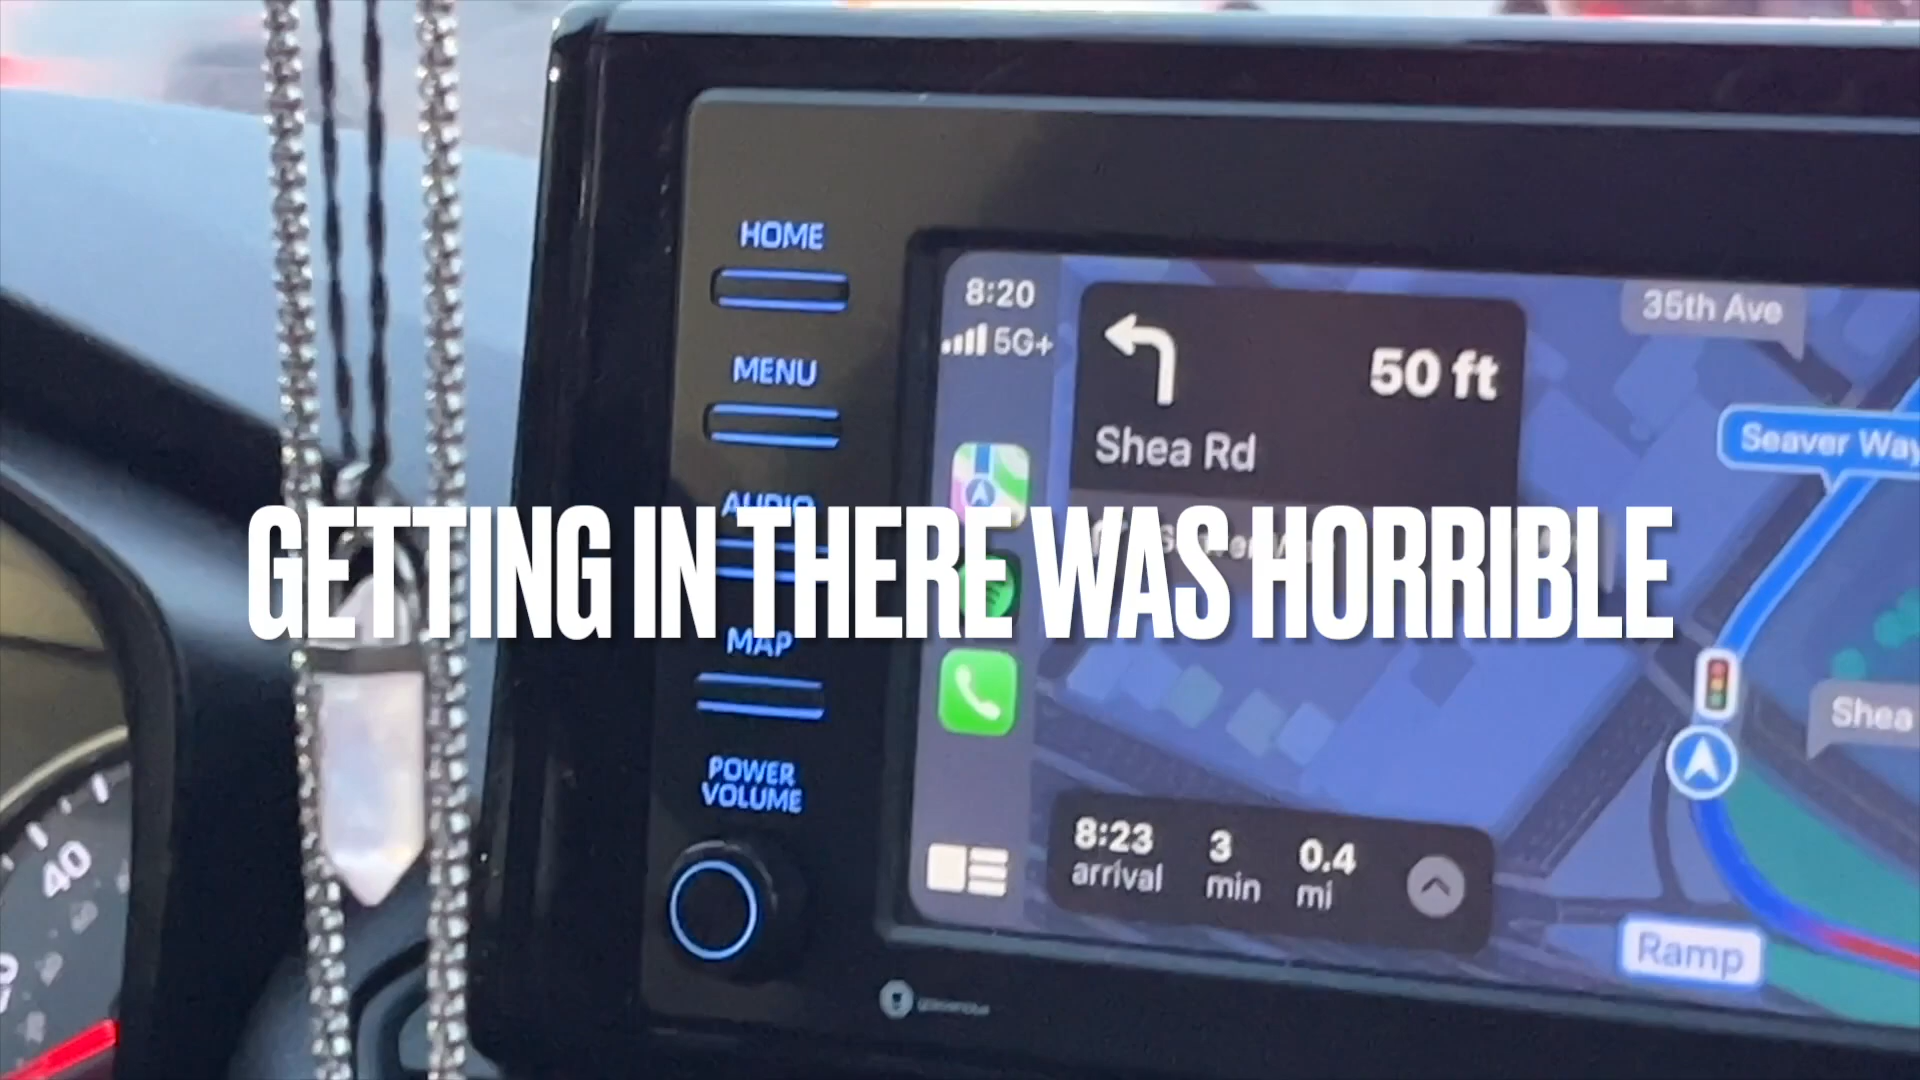 HOME
MENU
AUDIO
MAP
POWER
VOLUME
8:20
5G+
50 ft
Shea Rd
35th Ave
Seaver Way
Shea
Ramp
8:23 3 0.4
arrival min mi
GETTING IN THERE WAS HORRIBLE
40